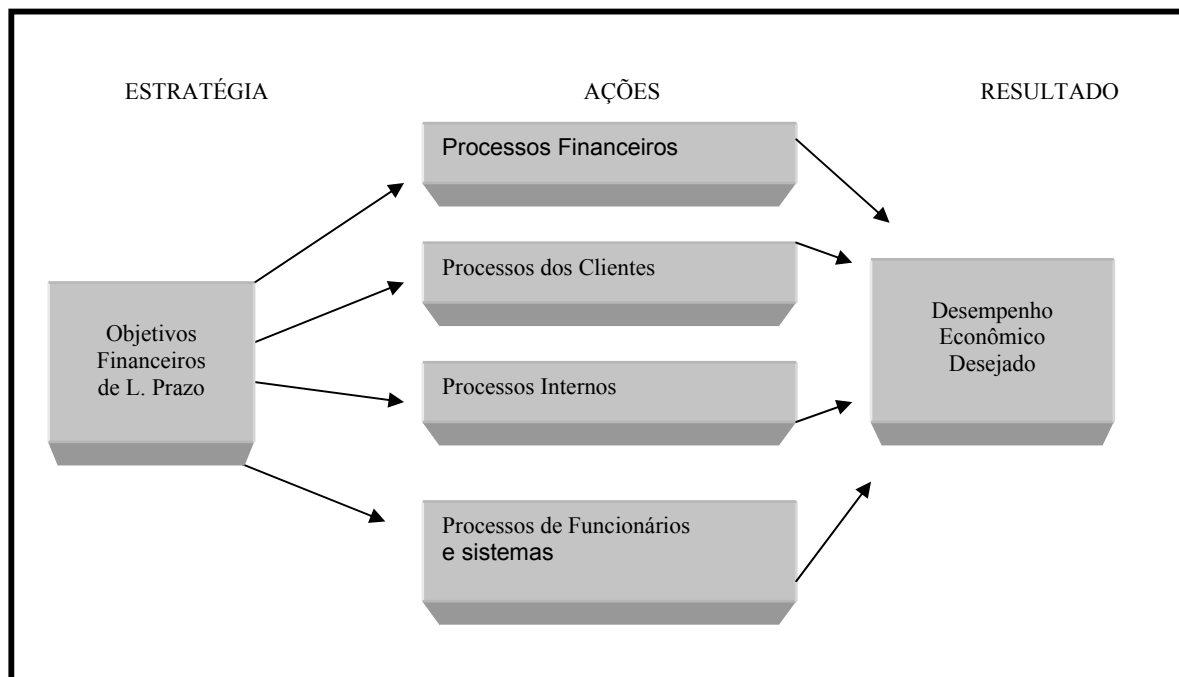 ESTRATÉGIA
AÇÕES
RESULTADO
Processos Financeiros
Processos dos Clientes
Objetivos
Financeiros
de L. Prazo
Processos Internos
Processos de Funcionários
e sistemas
Desempenho
Econômico
Desejado